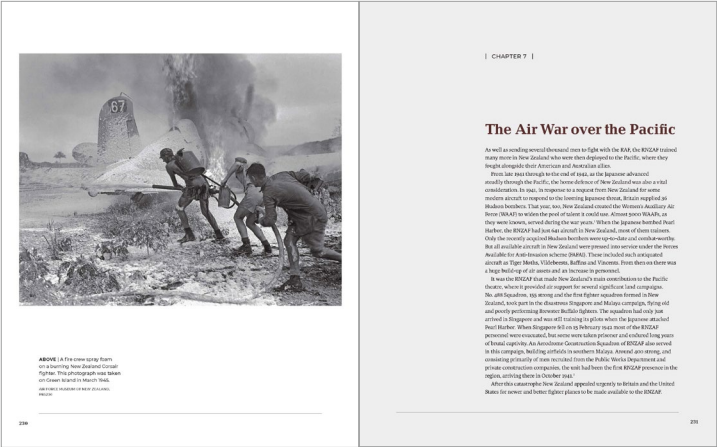 67
ABOVE | A fire crew spray foam
on a burning New Zealand Corsair
fighter. This photograph was taken
on Green Island in March 1945.
AIR FORCE MUSEUM OF NEW ZEALAND,
230
| CHAPTER 7 |
The Air War over the Pacific
As well as sending several thousand men to fight with the RAF, the RNZAF trained
many more in New Zealand who were then deployed to the Pacific, where they
fought alongside their American and Australian allies.
From late 1941 through to the end of 1942, as the Japanese advanced
steadily through the Pacific, the home defence of New Zealand was also a vital
consideration. In 1941, in response to a request from New Zealand for some
modern aircraft to respond to the looming Japanese threat, Britain supplied 36
Hudson bombers. That year, too, New Zealand created the Women's Auxiliary Air
Force (WAAF) to widen the pool of talent it could use. Almost 5000 WAAFs, as
they were known, served during the war years.¹ When the Japanese bombed Pearl
Harbor, the RNZAF had just 641 aircraft in New Zealand, most of them trainers.
Only the recently acquired Hudson bombers were up-to-date and combat-worthy.
But all available aircraft in New Zealand were pressed into service under the Forces
Available for Anti-Invasion scheme (FAFAI). These included such antiquated
aircraft as Tiger Moths, Vildebeests, Baffins and Vincents. From then on there was
a huge build-up of air assets and an increase in personnel.
It was the RNZAF that made New Zealand's main contribution to the Pacific
theatre, where it provided air support for several significant land campaigns.
No. 488 Squadron, 155 strong and the first fighter squadron formed in New
Zealand, took part in the disastrous Singapore and Malaya campaign, flying old
and poorly performing Brewster Buffalo fighters. The squadron had only just
arrived in Singapore and was still training its pilots when the Japanese attacked
Pearl Harbor. When Singapore fell on 15 February 1942 most of the RNZAF
personnel were evacuated, but some were taken prisoner and endured long years
of brutal captivity. An Aerodrome Construction Squadron of RNZAF also served
in this campaign, building airfields in southern Malaya. Around 400 strong, and
consisting primarily of men recruited from the Public Works Department and
private construction companies, the unit had been the first RNZAF presence in the
region, arriving there in October 1941.²
After this catastrophe New Zealand appealed urgently to Britain and the United
States for newer and better fighter planes to be made available to the RNZAF.
231